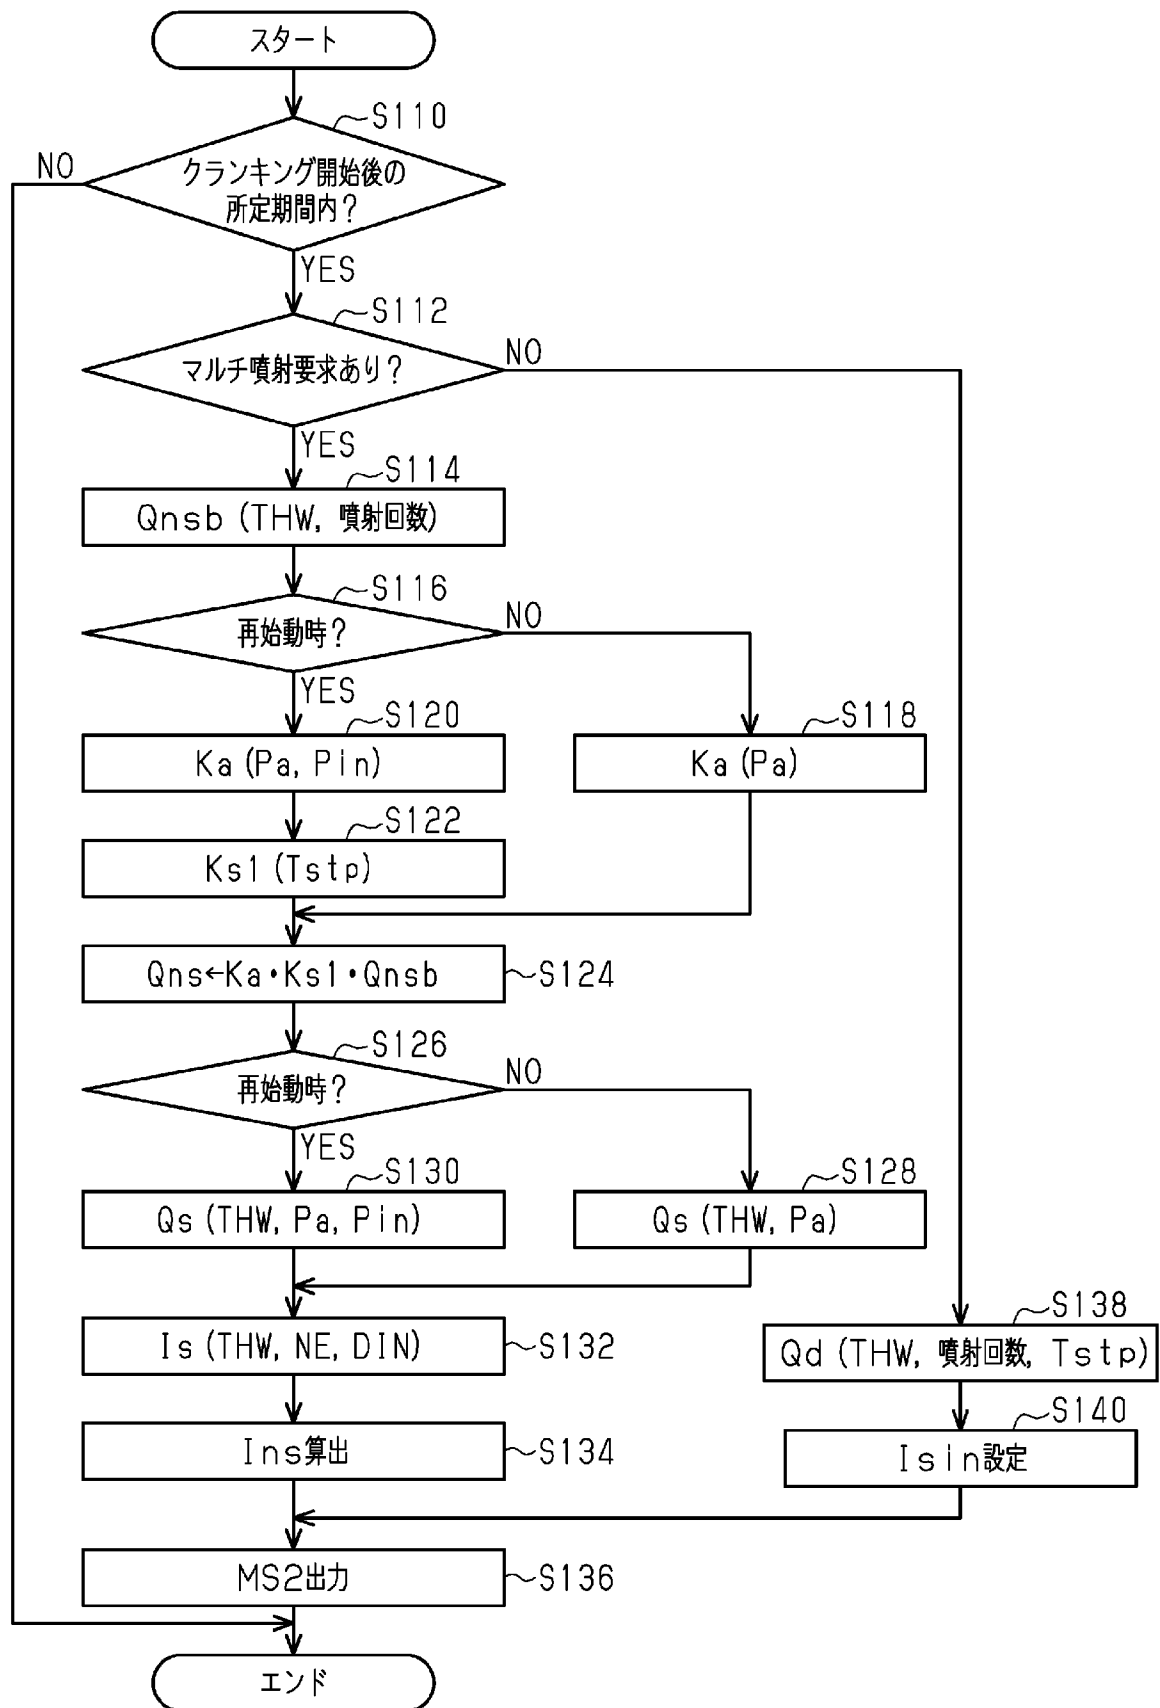 スタート
S110
クランキング開始後の
所定期間内?
NO
YES
S112
マルチ噴射要求あり?
NO
YES
S114
Qnsb (THW, 噴射回数)
S116
再始動時?
NO
YES
S120
Ka (Pa, Pin)
S118
Ka (Pa)
S122
Ks1 (Tstp)
Qns←Ka・Ks1・Qnsb
S124
S126
再始動時?
NO
YES
S130
Qs (THW, Pa, Pin)
S128
Qs (THW, Pa)
Is (THW, NE, DIN)
S132
S138
Qd (THW, 噴射回数, Tstp)
Ins算出
S134
S140
Isin設定
MS2出力
S136
エンド